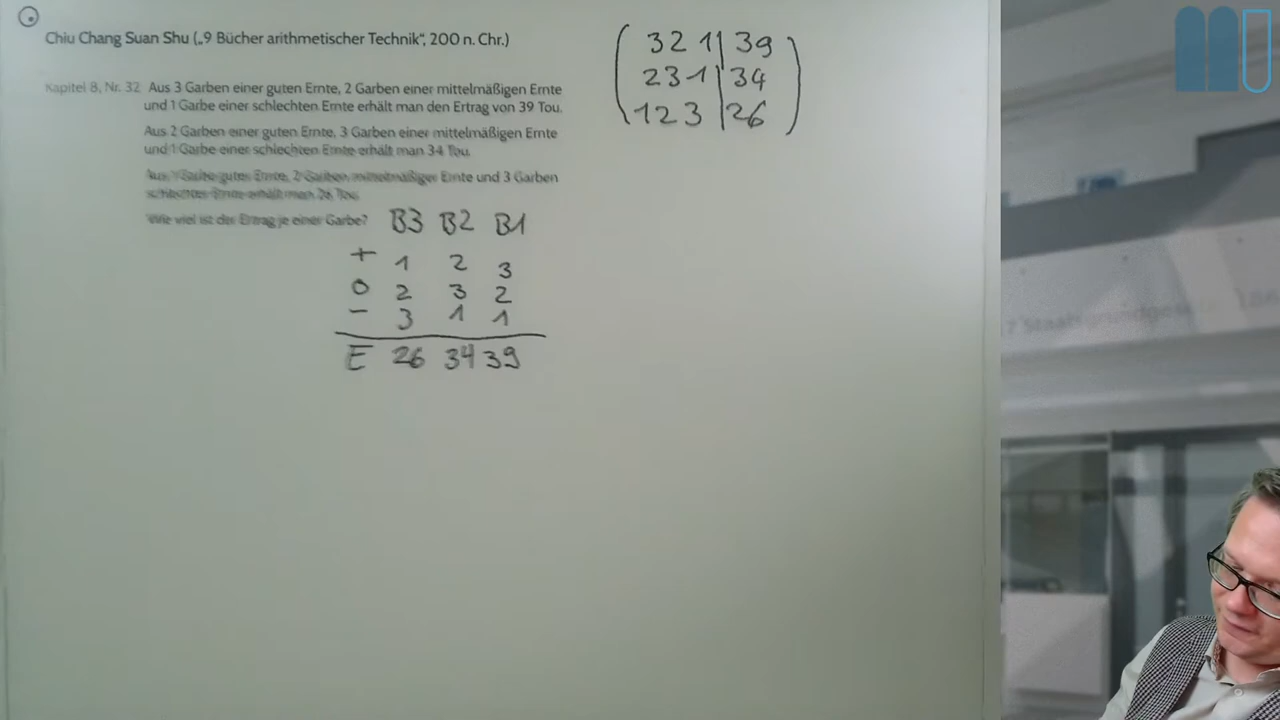 Chiu Chang Suan Shu („9 Bücher arithmetischer Technik“, 200 n. Chr.)
Kapitel 8, Nr. 32 Aus 3 Garben einer guten Ernte, 2 Garben einer mittelmäßigen Ernte
und 1 Garbe einer schlechten Ernte erhält man den Ertrag von 39 Tou.
Aus 2 Garben einer guten Ernte, 3 Garben einer mittelmäßigen Ernte
und 1 Garbe einer schlechten Ernte erhält man 34 Tou.
Aus 1 Garbe guter Ernte, 2 Garben mittelmäßiger Ernte und 3 Garben
schlechter Ernte erhält man 26 Tou.
Wie viel ist der Ertrag je einer Garbe?
B3 B2 B1
+ 1 2 3
0 2 3 2
− 3 1 1
E 26 34 39
3 2 1 | 39
2 3 1 | 34
1 2 3 | 26